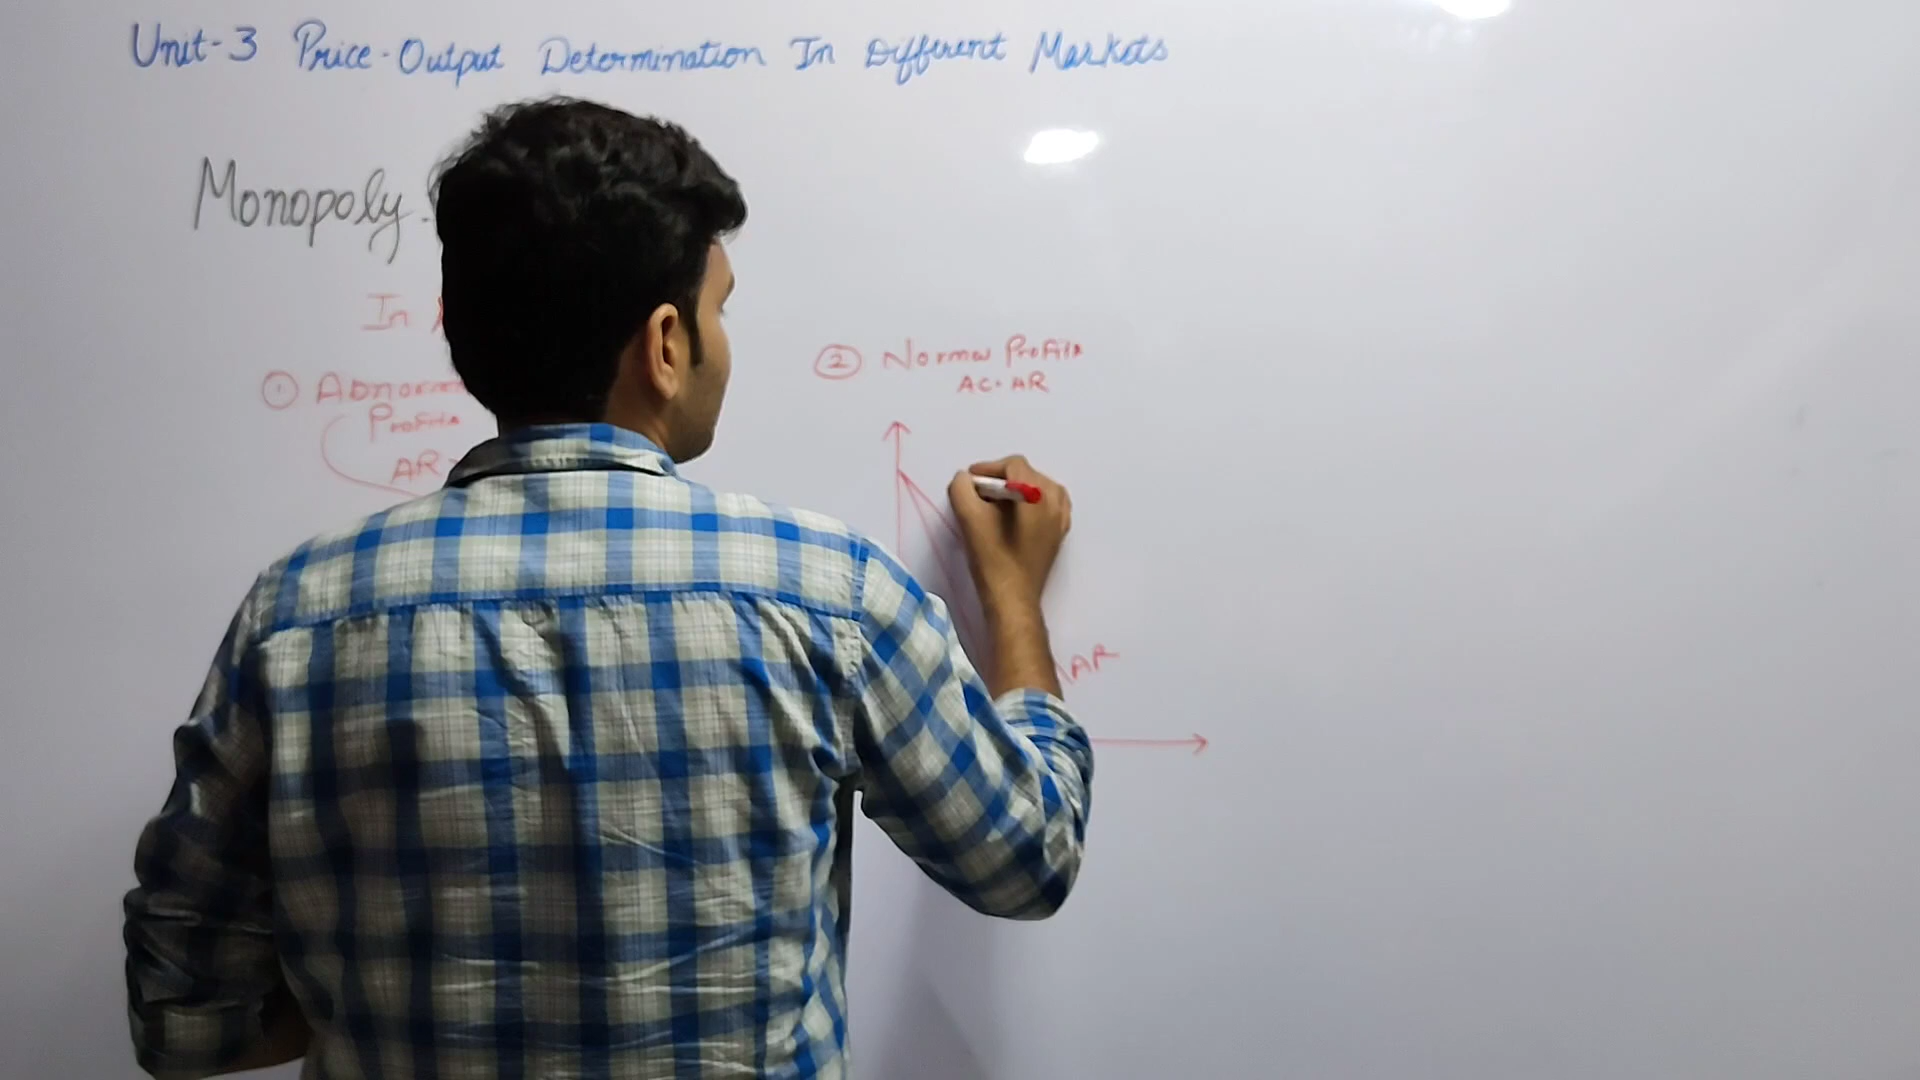 Unit-3 Price-Output Determination In Different Markets
Monopoly
In
① Abnorm
Profits
AR
② Normal Profits
AC = AR
AR